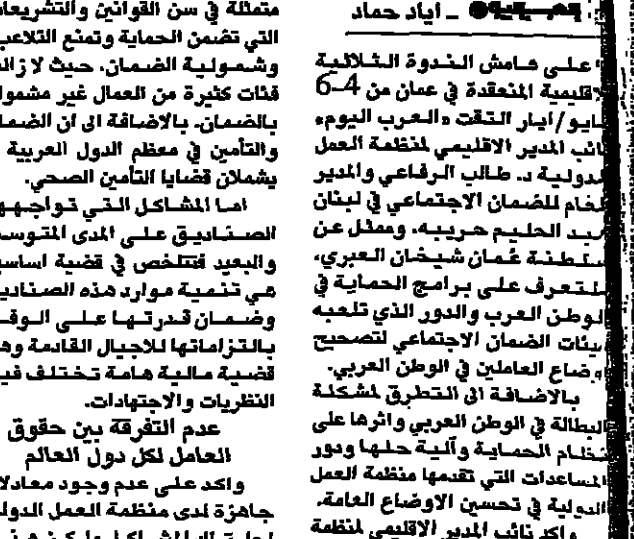 ـ اياد حماد
على هامش الندوة الثلاثية
الاقليمية المنعقدة في عمان من 4ـ6
مايو/أيار التقت «العرب اليوم»
نائب المدير الاقليمي لمنظمة العمل
الدولية د. طالب الرفاعي والمدير
العام للضمان الاجتماعي في لبنان
عبد الحليم حريبه. وممثل عن
سلطنة عُمان شيخان العبري،
للتعرف على برامج الحماية في
الوطن العرب والدور الذي تلعبه
هيئات الضمان الاجتماعي لتصحيح
اوضاع العاملين في الوطن العربي.
بالاضافة الى التطرق لمشكلة
البطالة في الوطن العربي واثرها على
نظام الحماية وآلية حلها ودور
المساعدات التي تقدمها منظمة العمل
الدولية في تحسين الاوضاع العامة.
واكد نائب المدير الاقليمي لمنظمة
متمثلة في سن القوانين والتشريعات
التي تضمن الحماية وتمنع التلاعب
وشمولية الضمان، حيث لا زالت
فئات كثيرة من العمال غير مشمولة
بالضمان. بالاضافة الى ان الضمان
والتأمين في معظم الدول العربية
يشملان قضايا التأمين الصحي.
اما المشاكل التي تواجهها
الصناديق على المدى المتوسط
والبعيد فتتلخص في قضية اساسية
هي تنمية موارد هذه الصناديق
وضمان قدرتها على الوفاء
بالتزاماتها للاجيال القادمة وهي
قضية مالية هامة تختلف فيها
النظريات والاجتهادات.
عدم التفرقة بين حقوق
العامل لكل دول العالم
واكد على عدم وجود معادلات
جاهزة لدى منظمة العمل الدولية